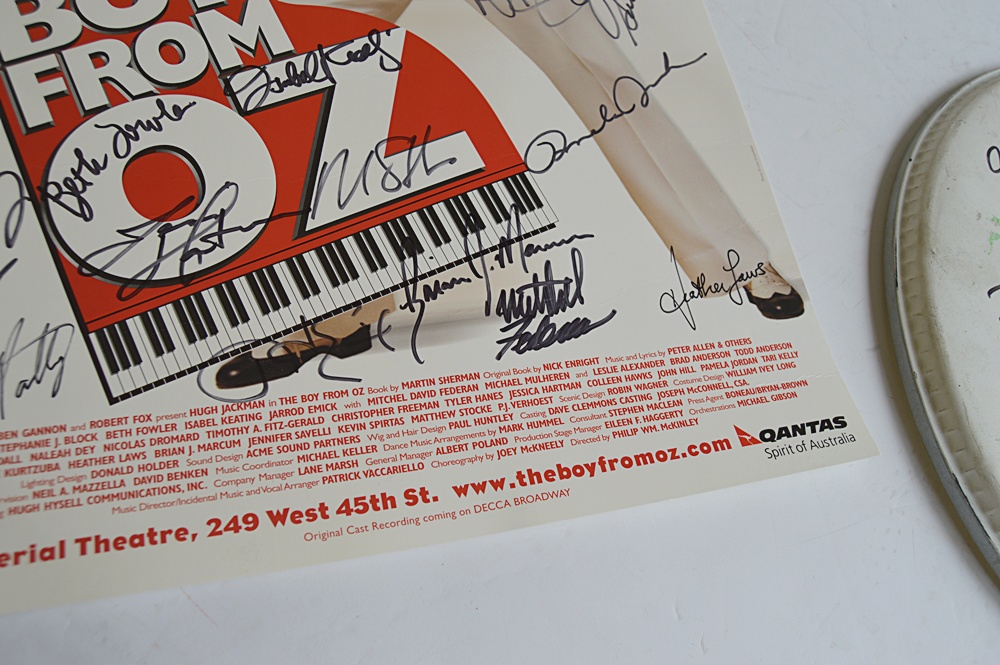 BOY
FROM
OZ
Isabel Keating
Beth Fowler
Brian J. Marcum
Mitchel
Federan
Heather Laws
BEN GANNON and ROBERT FOX present HUGH JACKMAN in THE BOY FROM OZ Book by MARTIN SHERMAN Original Book by NICK ENRIGHT Music and Lyrics by PETER ALLEN & OTHERS
STEPHANIE J. BLOCK BETH FOWLER ISABEL KEATING JARROD EMICK with MITCHEL DAVID FEDERAN MICHAEL MULHEREN and LESLIE ALEXANDER BRAD ANDERSON TODD ANDERSON
NALEAH DEY NICOLAS DROMARD TIMOTHY A. FITZ-GERALD CHRISTOPHER FREEMAN TYLER HANES JESSICA HARTMAN COLLEEN HAWKS JOHN HILL PAMELA JORDAN TARI KELLY
KURTZUBA HEATHER LAWS BRIAN J. MARCUM JENNIFER SAVELLI KEVIN SPIRTAS MATTHEW STOCKE P.J. VERHOEST Scenic Design ROBIN WAGNER Costume Design WILLIAM IVEY LONG
Lighting Design DONALD HOLDER Sound Design ACME SOUND PARTNERS Wig and Hair Design PAUL HUNTLEY Casting DAVE CLEMMONS CASTING JOSEPH McCONNELL, CSA. Press Agent BONEAU/BRYAN-BROWN
NEIL A. MAZZELLA DAVID BENKEN Music Coordinator MICHAEL KELLER Dance Music Arrangements by MARK HUMMEL Consultant STEPHEN MACLEAN Orchestrations MICHAEL GIBSON
HUGH HYSELL COMMUNICATIONS, INC. Company Manager LANE MARSH General Manager ALBERT POLAND Production Stage Manager EILEEN F. HAGGERTY
Music Director/Incidental Music and Vocal Arranger PATRICK VACCARIELLO Choreography by JOEY McKNEELY Directed by PHILIP WM. McKINLEY
erial Theatre, 249 West 45th St. www.theboyfromoz.com
QANTAS
Spirit of Australia
Original Cast Recording coming on DECCA BROADWAY